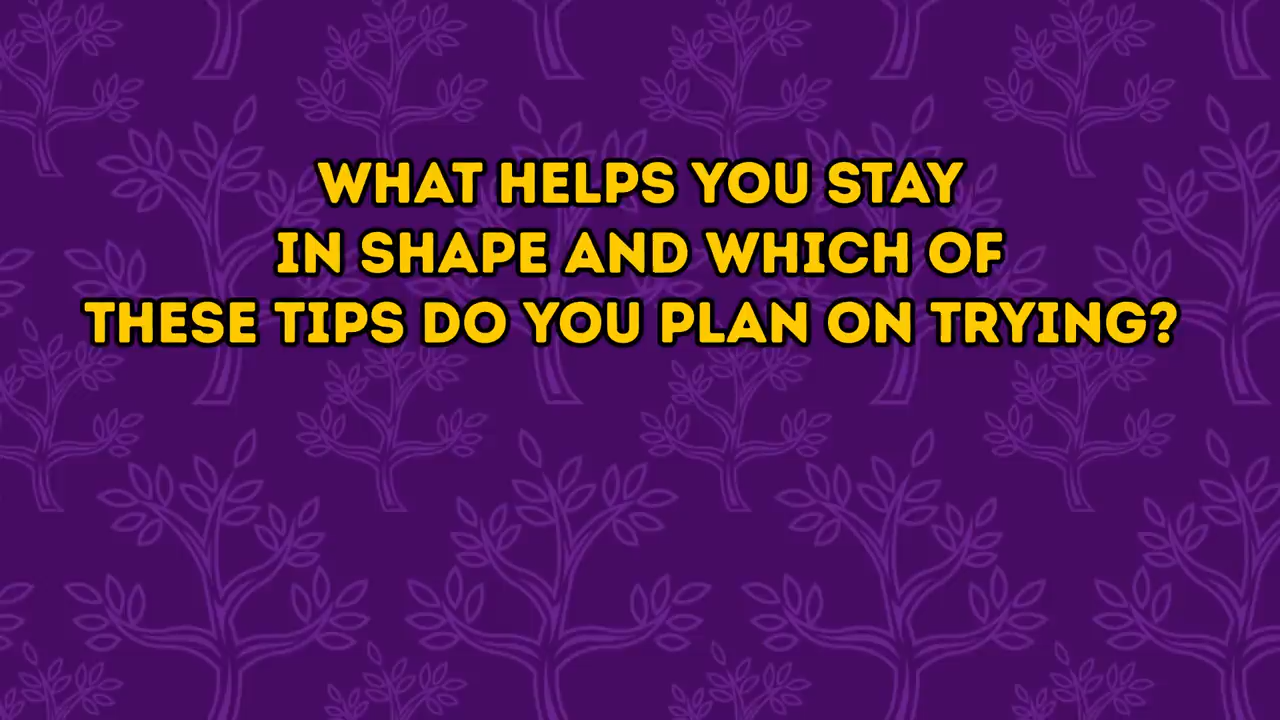 WHAT HELPS YOU STAY
IN SHAPE AND WHICH OF
THESE TIPS DO YOU PLAN ON TRYING?